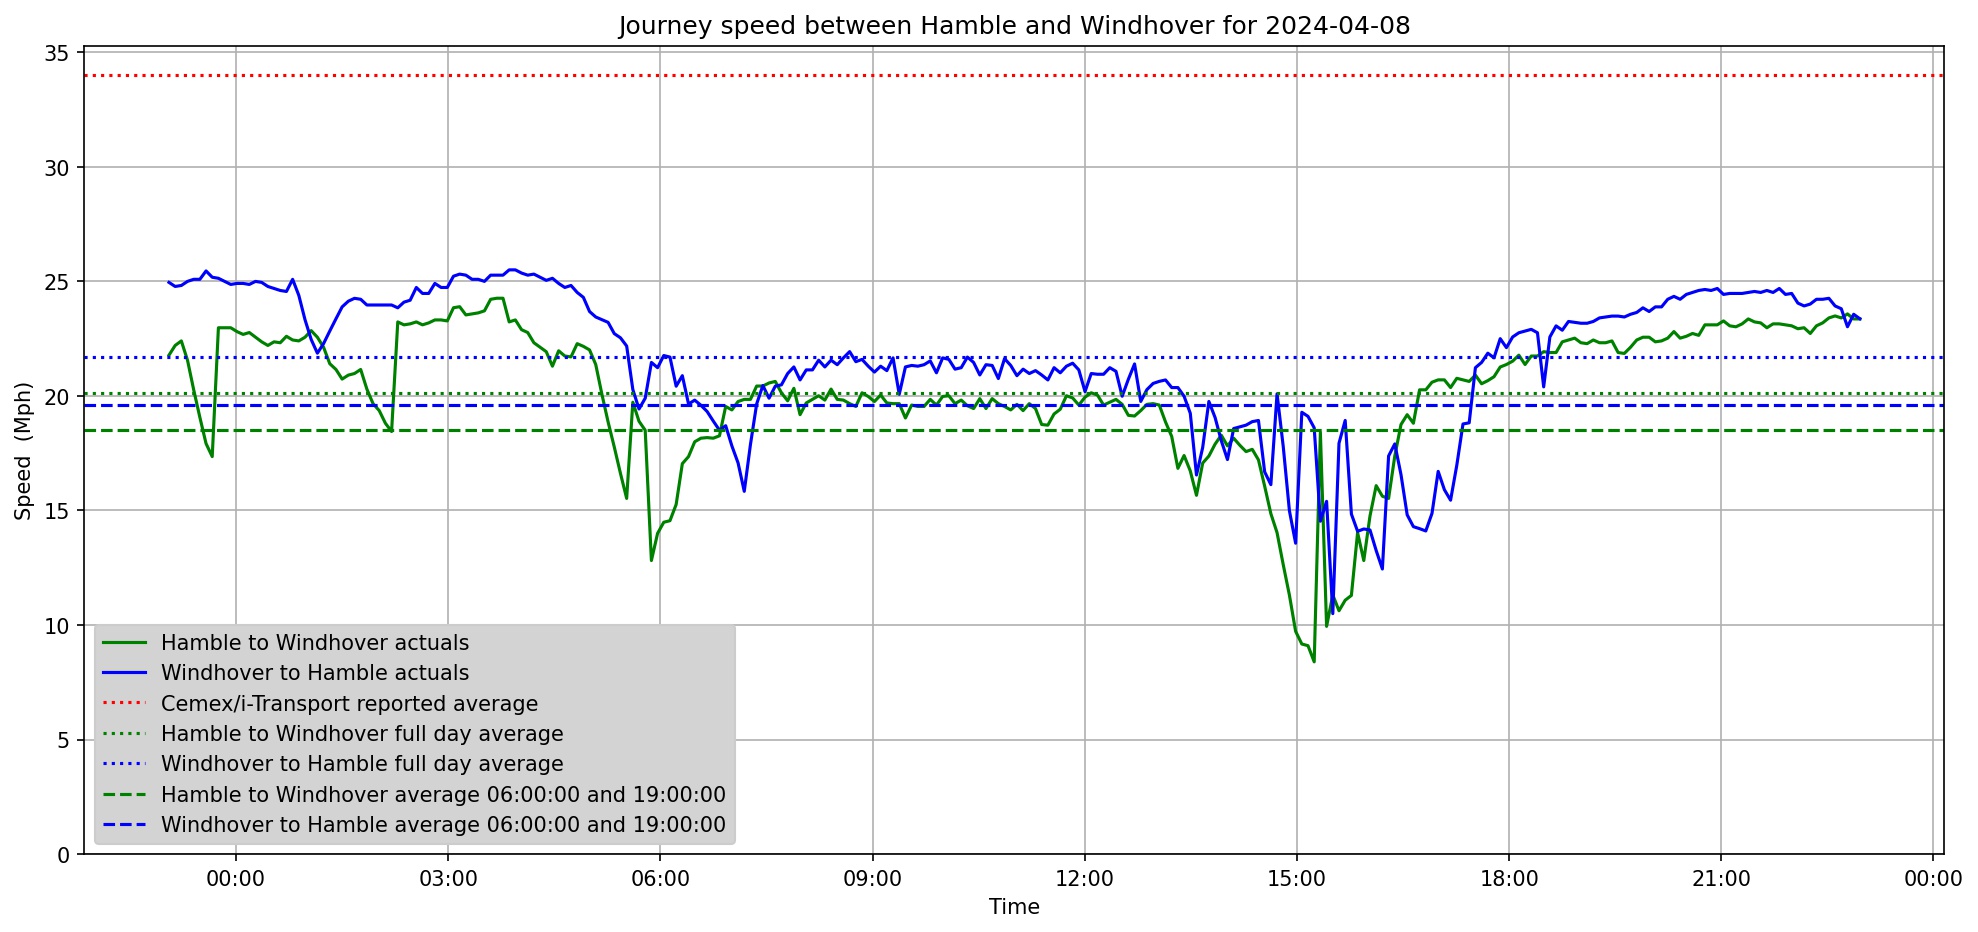 Journey speed between Hamble and Windhover for 2024-04-08
35
30
25
20
15
10
5
0
Speed (Mph)
Hamble to Windhover actuals
Windhover to Hamble actuals
Cemex/i-Transport reported average
Hamble to Windhover full day average
Windhover to Hamble full day average
Hamble to Windhover average 06:00:00 and 19:00:00
Windhover to Hamble average 06:00:00 and 19:00:00
00:00 03:00 06:00 09:00 12:00 15:00 18:00 21:00 00:00
Time